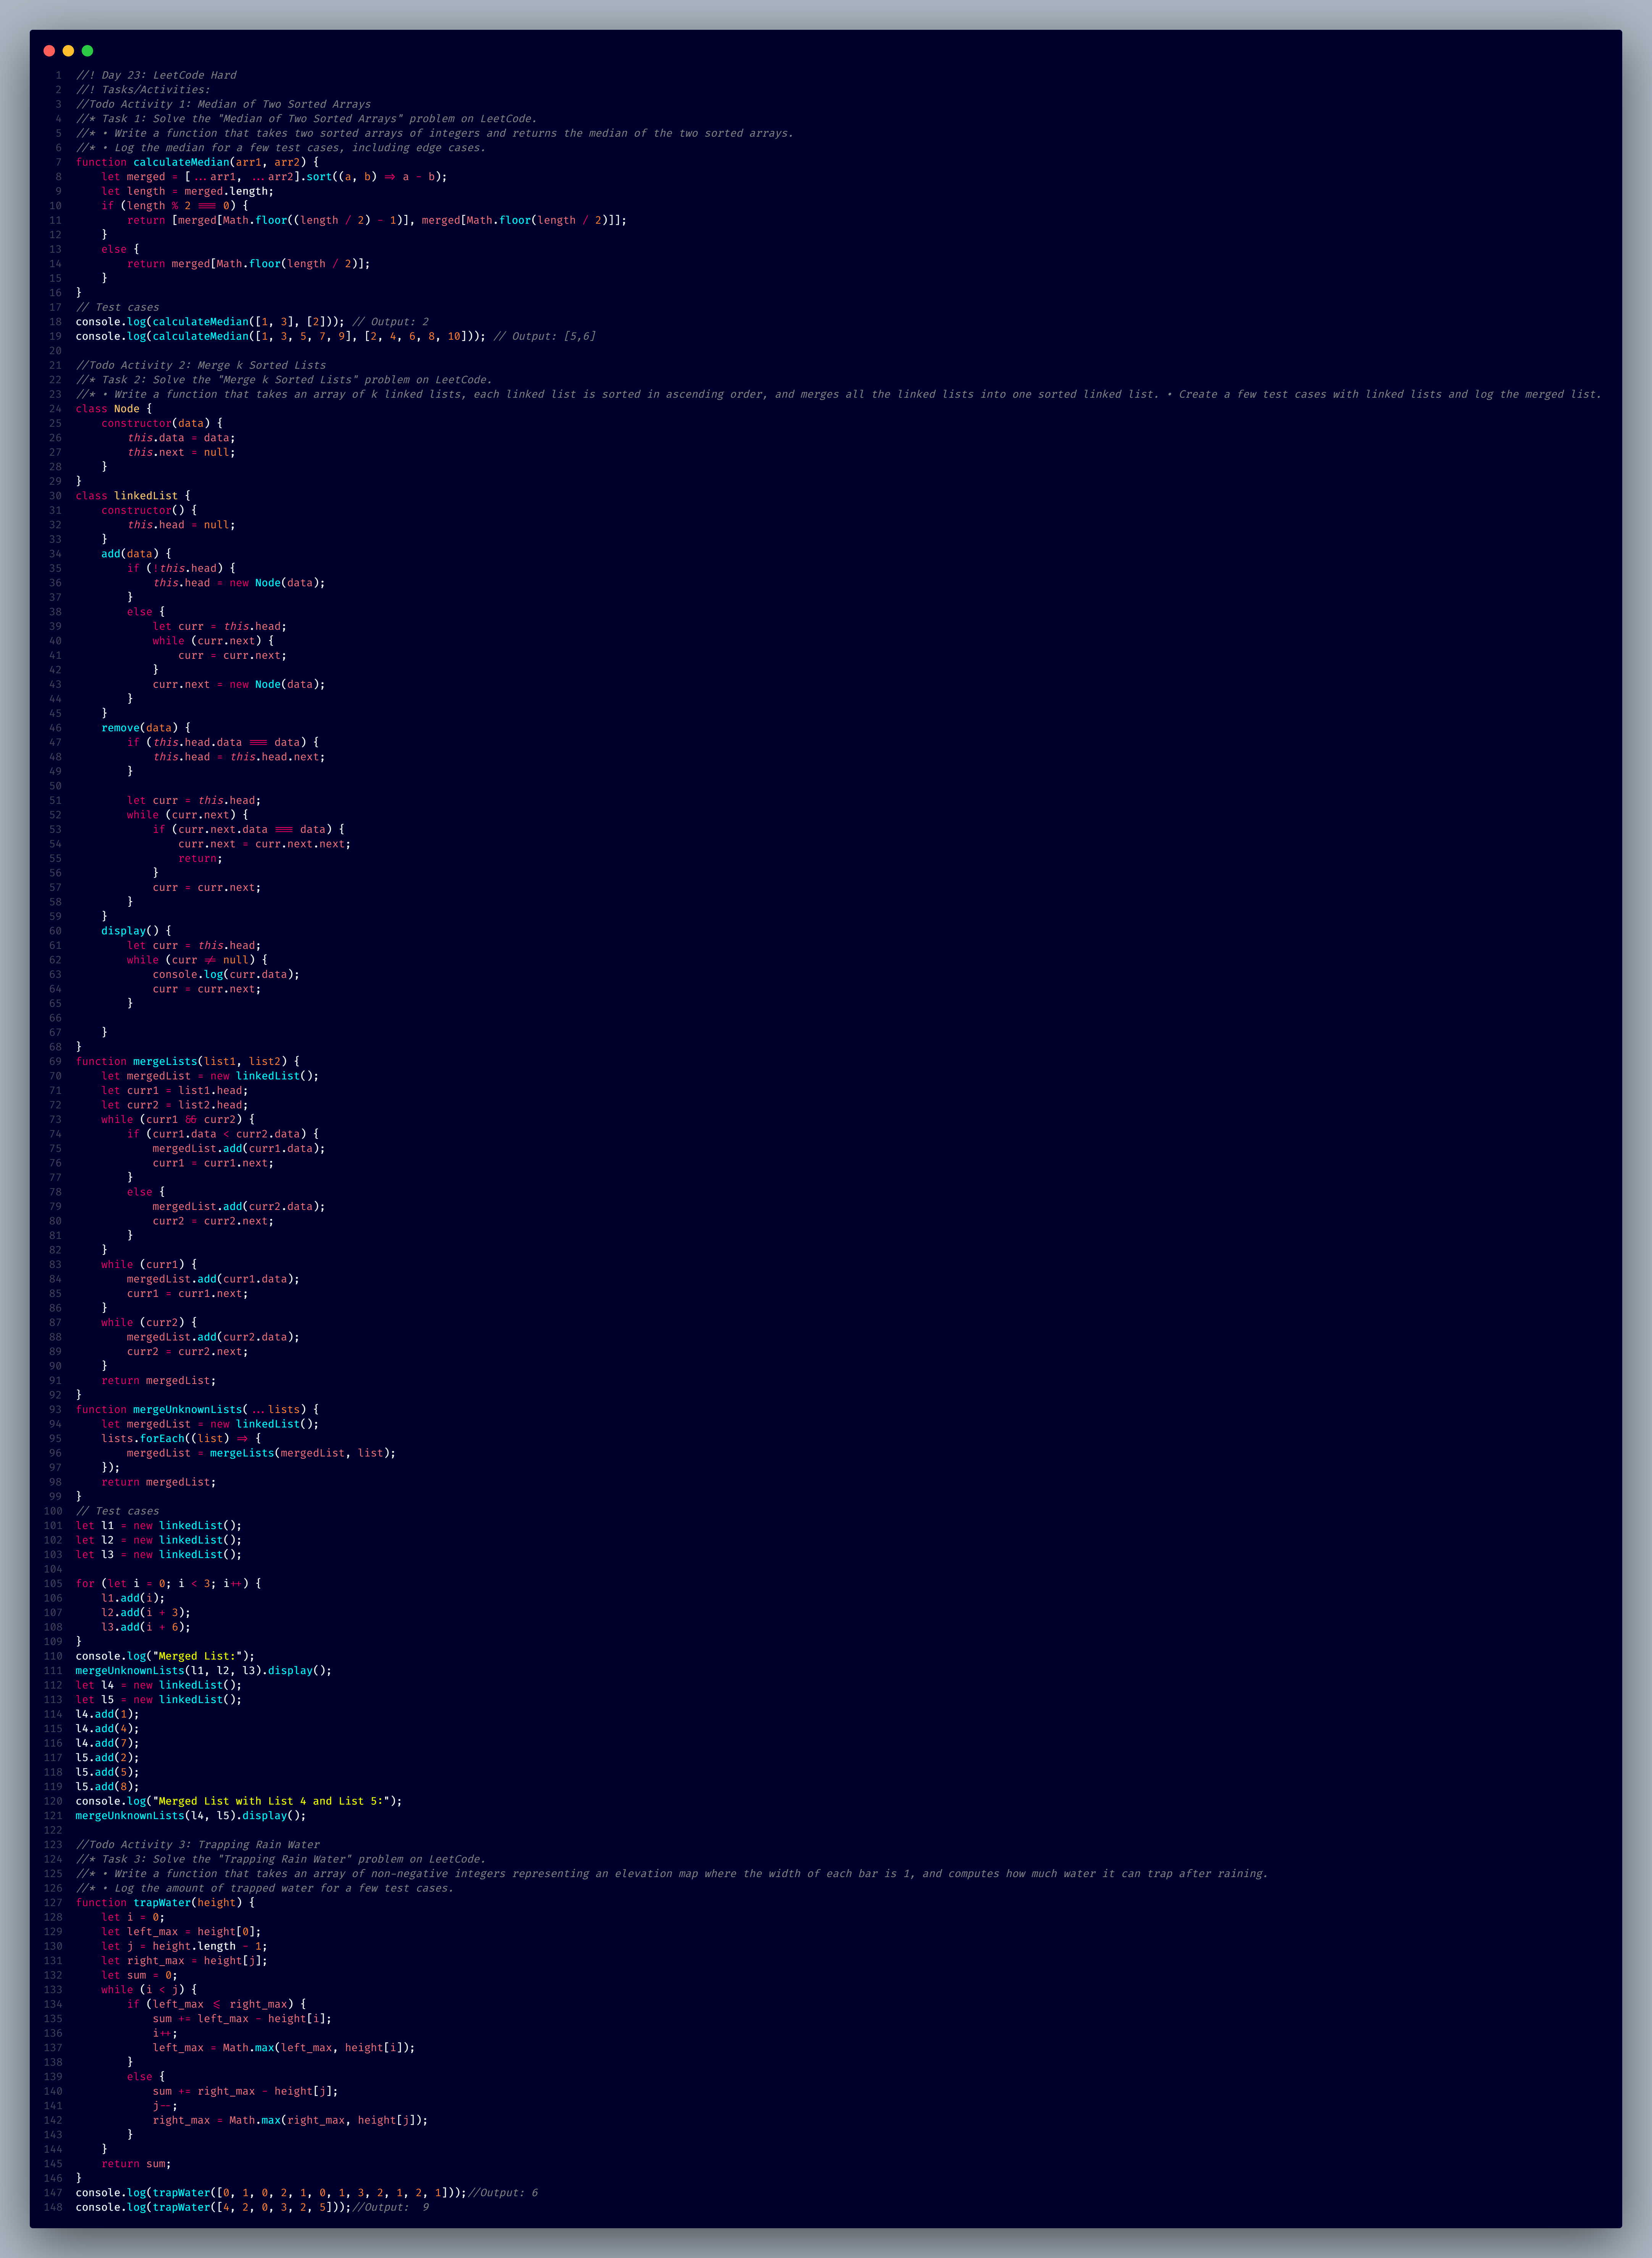 1 //! Day 23: LeetCode Hard
2 //! Tasks/Activities:
3 //Todo Activity 1: Median of Two Sorted Arrays
4 //* Task 1: Solve the "Median of Two Sorted Arrays" problem on LeetCode.
5 //* • Write a function that takes two sorted arrays of integers and returns the median of the two sorted arrays.
6 //* • Log the median for a few test cases, including edge cases.
7 function calculateMedian(arr1, arr2) {
8     let merged = [...arr1, ...arr2].sort((a, b) => a - b);
9     let length = merged.length;
10     if (length % 2 === 0) {
11         return [merged[Math.floor((length / 2) - 1)], merged[Math.floor(length / 2)]];
12     }
13     else {
14         return merged[Math.floor(length / 2)];
15     }
16 }
17 // Test cases
18 console.log(calculateMedian([1, 3], [2])); // Output: 2
19 console.log(calculateMedian([1, 3, 5, 7, 9], [2, 4, 6, 8, 10])); // Output: [5,6]
20
21 //Todo Activity 2: Merge k Sorted Lists
22 //* Task 2: Solve the "Merge k Sorted Lists" problem on LeetCode.
23 //* • Write a function that takes an array of k linked lists, each linked list is sorted in ascending order, and merges all the linked lists into one sorted linked list. • Create a few test cases with linked lists and log the merged list.
24 class Node {
25     constructor(data) {
26         this.data = data;
27         this.next = null;
28     }
29 }
30 class linkedList {
31     constructor() {
32         this.head = null;
33     }
34     add(data) {
35         if (!this.head) {
36             this.head = new Node(data);
37         }
38         else {
39             let curr = this.head;
40             while (curr.next) {
41                 curr = curr.next;
42             }
43             curr.next = new Node(data);
44         }
45     }
46     remove(data) {
47         if (this.head.data === data) {
48             this.head = this.head.next;
49         }
50
51         let curr = this.head;
52         while (curr.next) {
53             if (curr.next.data === data) {
54                 curr.next = curr.next.next;
55                 return;
56             }
57             curr = curr.next;
58         }
59     }
60     display() {
61         let curr = this.head;
62         while (curr != null) {
63             console.log(curr.data);
64             curr = curr.next;
65         }
66
67     }
68 }
69 function mergeLists(list1, list2) {
70     let mergedList = new linkedList();
71     let curr1 = list1.head;
72     let curr2 = list2.head;
73     while (curr1 && curr2) {
74         if (curr1.data < curr2.data) {
75             mergedList.add(curr1.data);
76             curr1 = curr1.next;
77         }
78         else {
79             mergedList.add(curr2.data);
80             curr2 = curr2.next;
81         }
82     }
83     while (curr1) {
84         mergedList.add(curr1.data);
85         curr1 = curr1.next;
86     }
87     while (curr2) {
88         mergedList.add(curr2.data);
89         curr2 = curr2.next;
90     }
91     return mergedList;
92 }
93 function mergeUnknownLists(...lists) {
94     let mergedList = new linkedList();
95     lists.forEach((list) => {
96         mergedList = mergeLists(mergedList, list);
97     });
98     return mergedList;
99 }
100 // Test cases
101 let l1 = new linkedList();
102 let l2 = new linkedList();
103 let l3 = new linkedList();
104
105 for (let i = 0; i < 3; i++) {
106     l1.add(i);
107     l2.add(i + 3);
108     l3.add(i + 6);
109 }
110 console.log("Merged List:");
111 mergeUnknownLists(l1, l2, l3).display();
112 let l4 = new linkedList();
113 let l5 = new linkedList();
114 l4.add(1);
115 l4.add(4);
116 l4.add(7);
117 l5.add(2);
118 l5.add(5);
119 l5.add(8);
120 console.log("Merged List with List 4 and List 5:");
121 mergeUnknownLists(l4, l5).display();
122
123 //Todo Activity 3: Trapping Rain Water
124 //* Task 3: Solve the "Trapping Rain Water" problem on LeetCode.
125 //* • Write a function that takes an array of non-negative integers representing an elevation map where the width of each bar is 1, and computes how much water it can trap after raining.
126 //* • Log the amount of trapped water for a few test cases.
127 function trapWater(height) {
128     let i = 0;
129     let left_max = height[0];
130     let j = height.length - 1;
131     let right_max = height[j];
132     let sum = 0;
133     while (i < j) {
134         if (left_max <= right_max) {
135             sum += left_max - height[i];
136             i++;
137             left_max = Math.max(left_max, height[i]);
138         }
139         else {
140             sum += right_max - height[j];
141             j--;
142             right_max = Math.max(right_max, height[j]);
143         }
144     }
145     return sum;
146 }
147 console.log(trapWater([0, 1, 0, 2, 1, 0, 1, 3, 2, 1, 2, 1]));//Output: 6
148 console.log(trapWater([4, 2, 0, 3, 2, 5]));//Output:  9